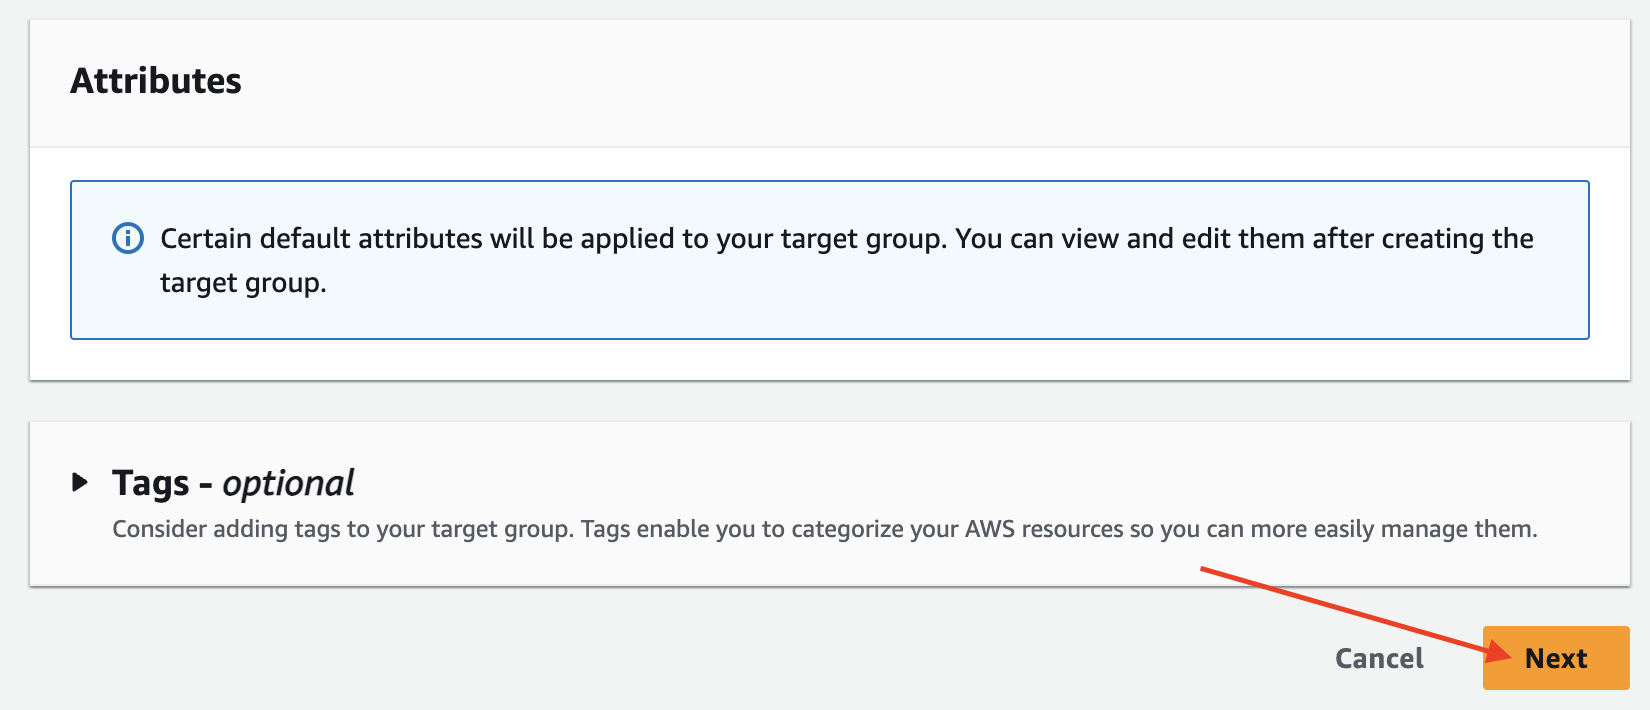 Attributes
Certain default attributes will be applied to your target group. You can view and edit them after creating the
target group.
Tags - optional
Consider adding tags to your target group. Tags enable you to categorize your AWS resources so you can more easily manage them.
Cancel
Next